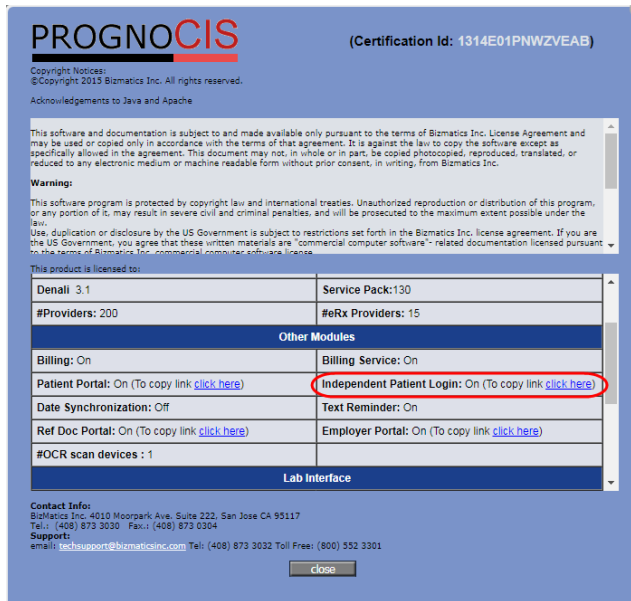 PROGNOCIS
(Certification Id: 1314E01PNWZVEAB)
Copyright Notices:
©Copyright 2015 Bizmatics Inc. All rights reserved.
Acknowledgements to Java and Apache
This software and documentation is subject to and made available only pursuant to the terms of Bizmatics Inc. License Agreement and
may be used or copied only in accordance with the terms of that agreement. It is against the law to copy the software except as
specifically allowed in the agreement. This document may not, in whole or in part, be copied photocopied, reproduced, translated, or
reduced to any electronic medium or machine readable form without prior consent, in writing, from Bizmatics Inc.
Warning:
This software program is protected by copyright law and international treaties. Unauthorized reproduction or distribution of this program,
or any portion of it, may result in severe civil and criminal penalties, and will be prosecuted to the maximum extent possible under the
law.
Use, duplication or disclosure by the US Government is subject to restrictions set forth in the Bizmatics Inc. license agreement. If you are
the US Government, you agree that these written materials are "commercial computer software"- related documentation licensed pursuant
to the terms of Bizmatics Inc. commercial computer software license
This product is licensed to:
Denali 3.1
Service Pack:130
#Providers: 200
#eRx Providers: 15
Other Modules
Billing: On
Billing Service: On
Patient Portal: On (To copy link click here)
Independent Patient Login: On (To copy link click here)
Date Synchronization: Off
Text Reminder: On
Ref Doc Portal: On (To copy link click here)
Employer Portal: On (To copy link click here)
#OCR scan devices : 1
Lab Interface
Contact Info:
BizMatics Inc. 4010 Moorpark Ave. Suite 222, San Jose CA 95117
Tel.: (408) 873 3030 Fax.: (408) 873 0304
Support:
email: techsupport@bizmaticsinc.com Tel: (408) 873 3032 Toll Free: (800) 552 3301
close